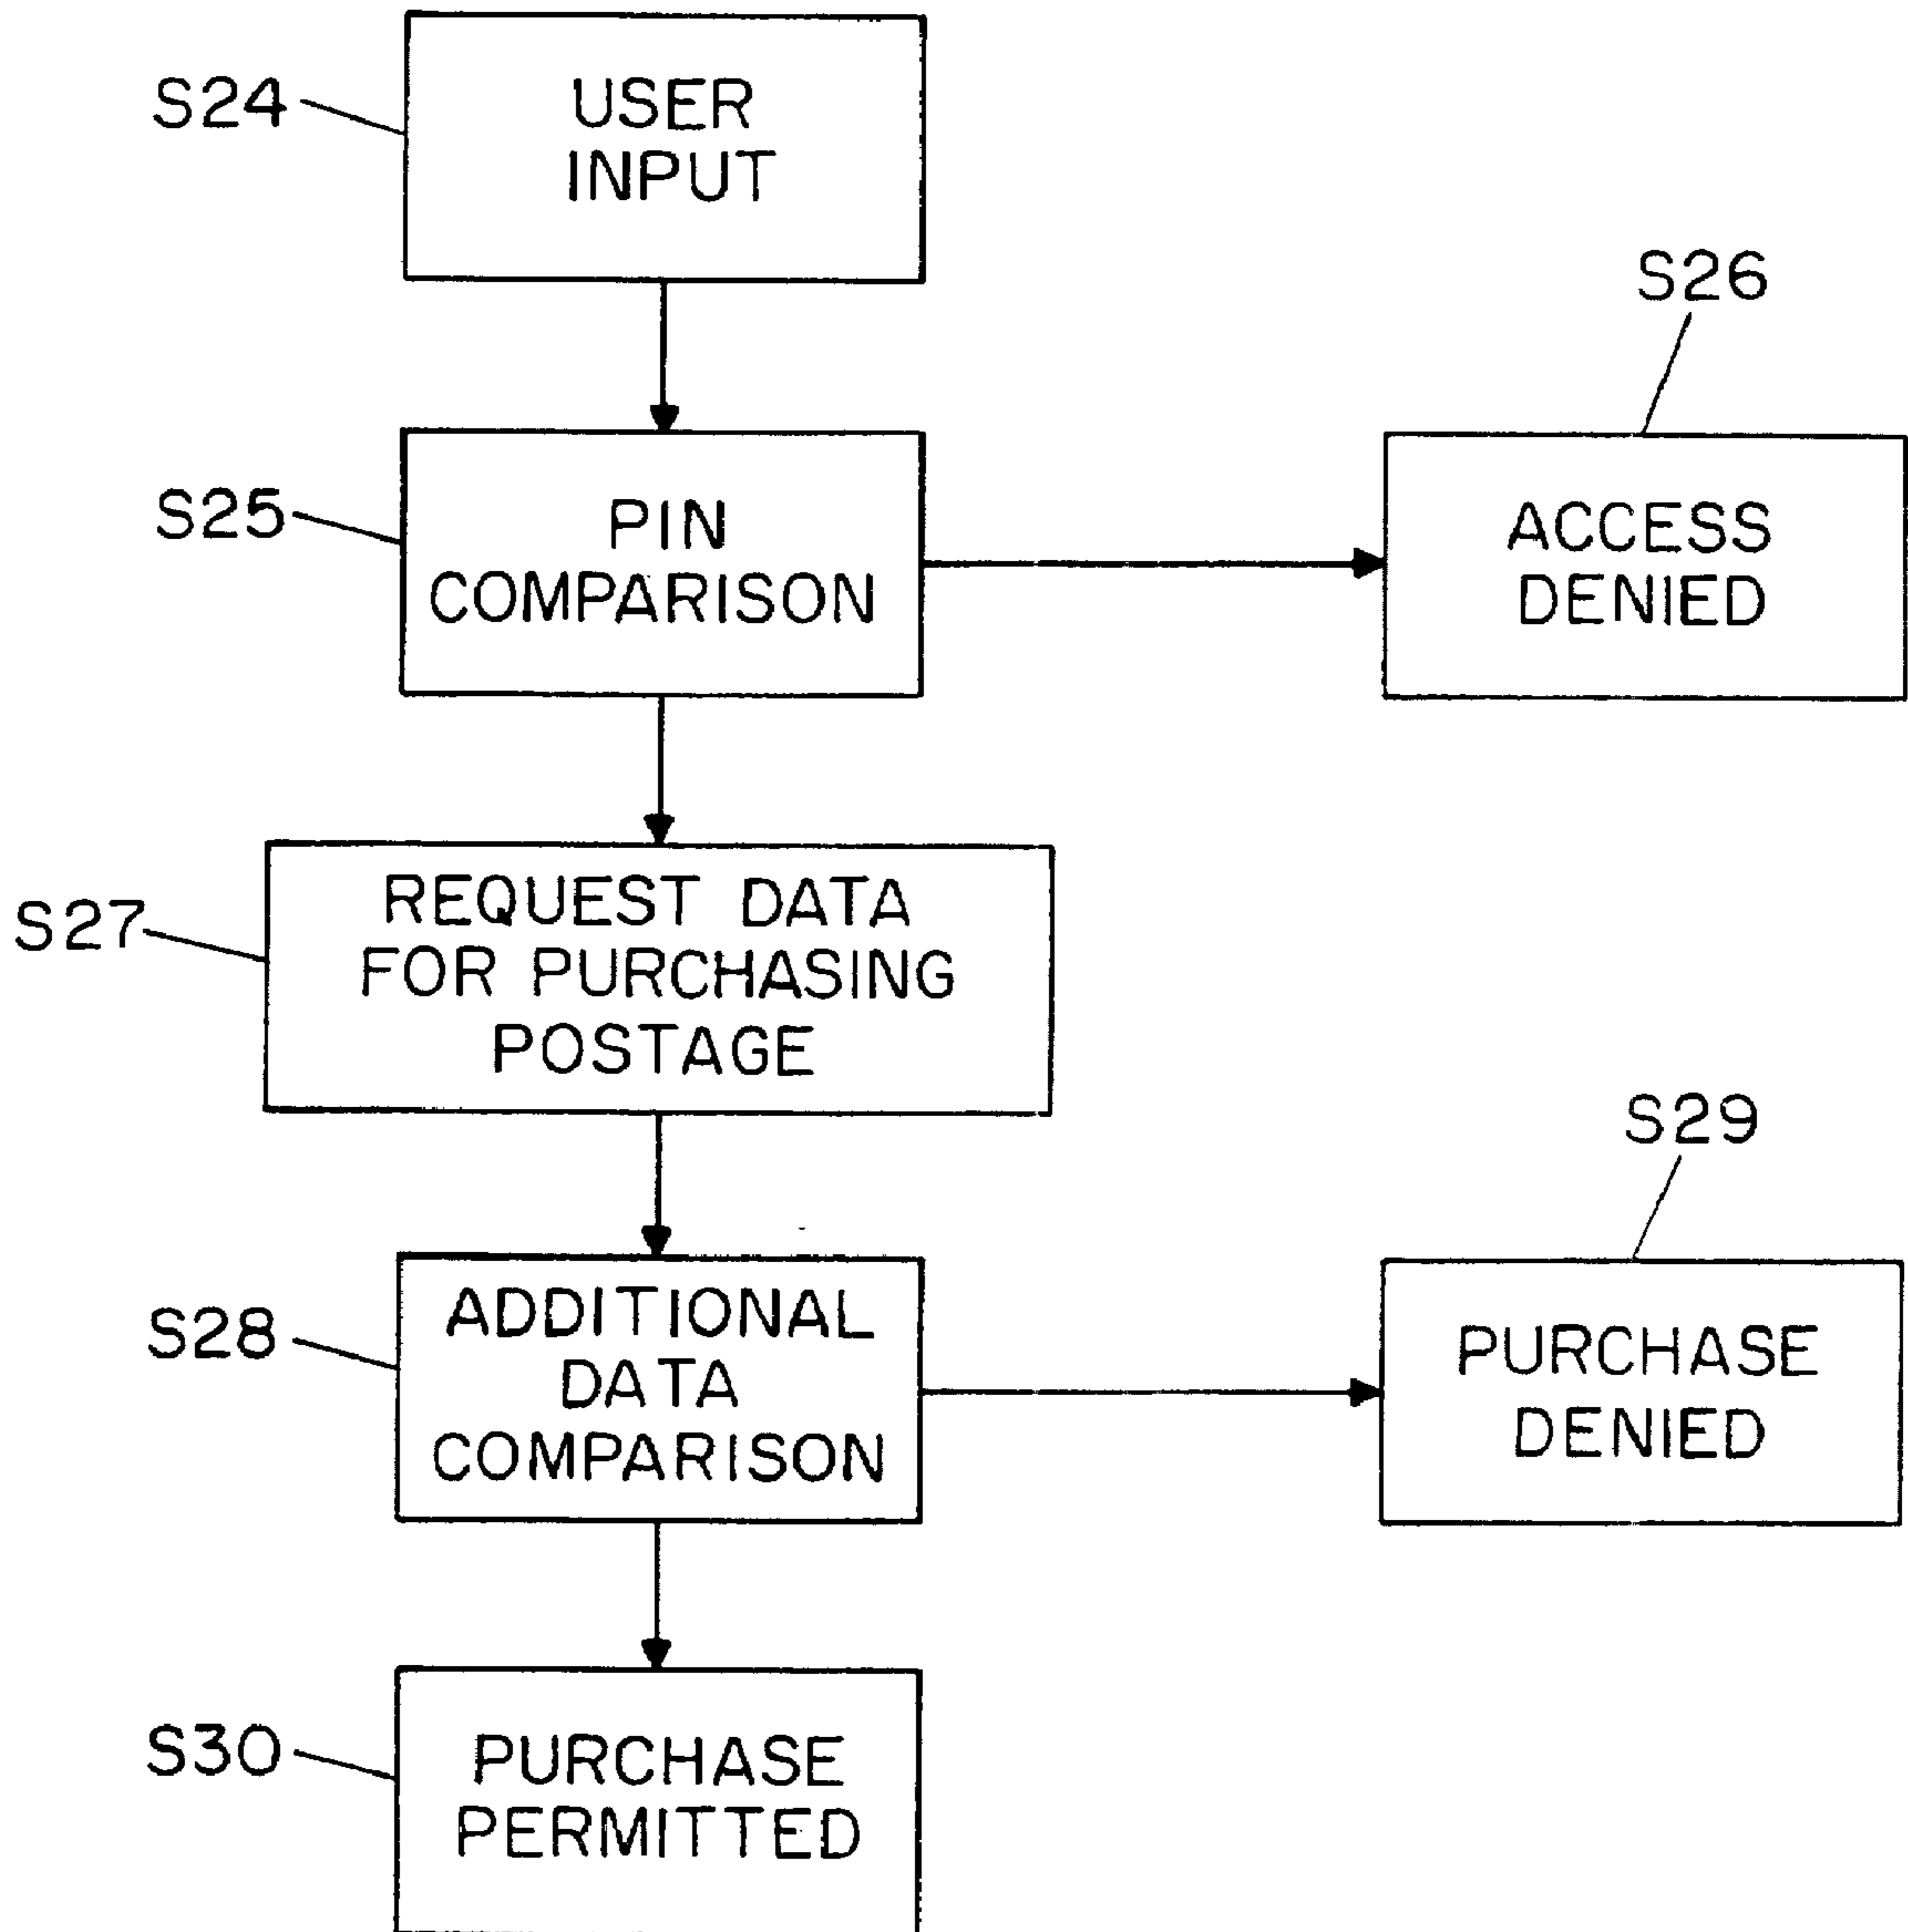 S24
USER
INPUT
S26
S25
PIN
COMPARISON
ACCESS
DENIED
S27
REQUEST DATA
FOR PURCHASING
POSTAGE
S29
S28
ADDITIONAL
DATA
COMPARISON
PURCHASE
DENIED
S30
PURCHASE
PERMITTED